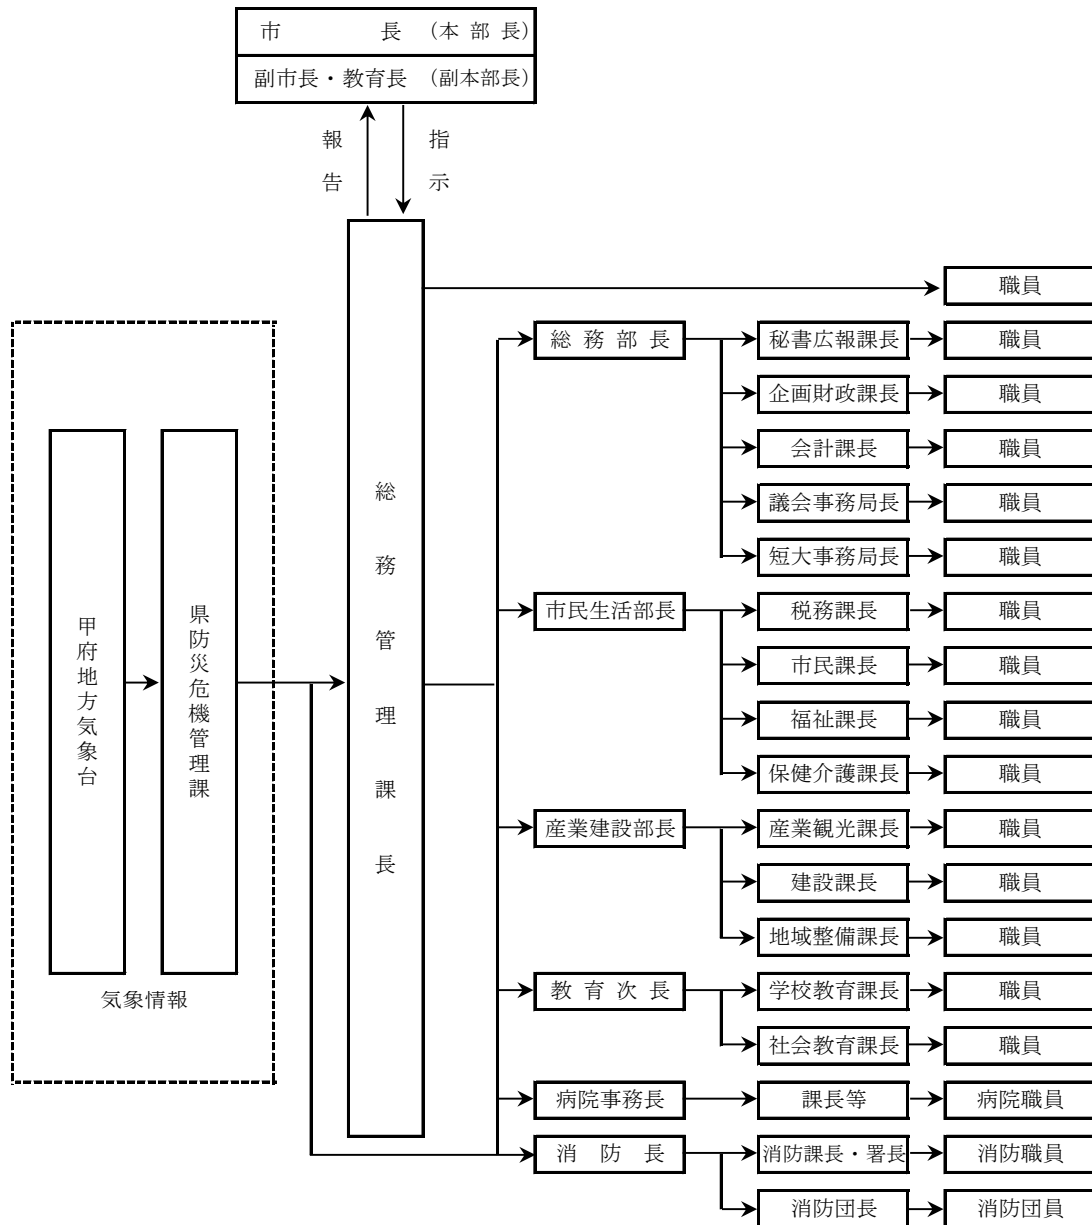 市長（本部長）
副市長・教育長（副本部長）
報告
指示
職員
総務部長
秘書広報課長
職員
企画財政課長
職員
会計課長
職員
議会事務局長
職員
短大事務局長
職員
市民生活部長
税務課長
職員
市民課長
職員
福祉課長
職員
保健介護課長
職員
産業建設部長
産業観光課長
職員
建設課長
職員
地域整備課長
職員
教育次長
学校教育課長
職員
社会教育課長
職員
病院事務長
課長等
病院職員
消防長
消防課長・署長
消防職員
消防団長
消防団員
総務管理課長
甲府地方気象台
県防災危機管理課
気象情報